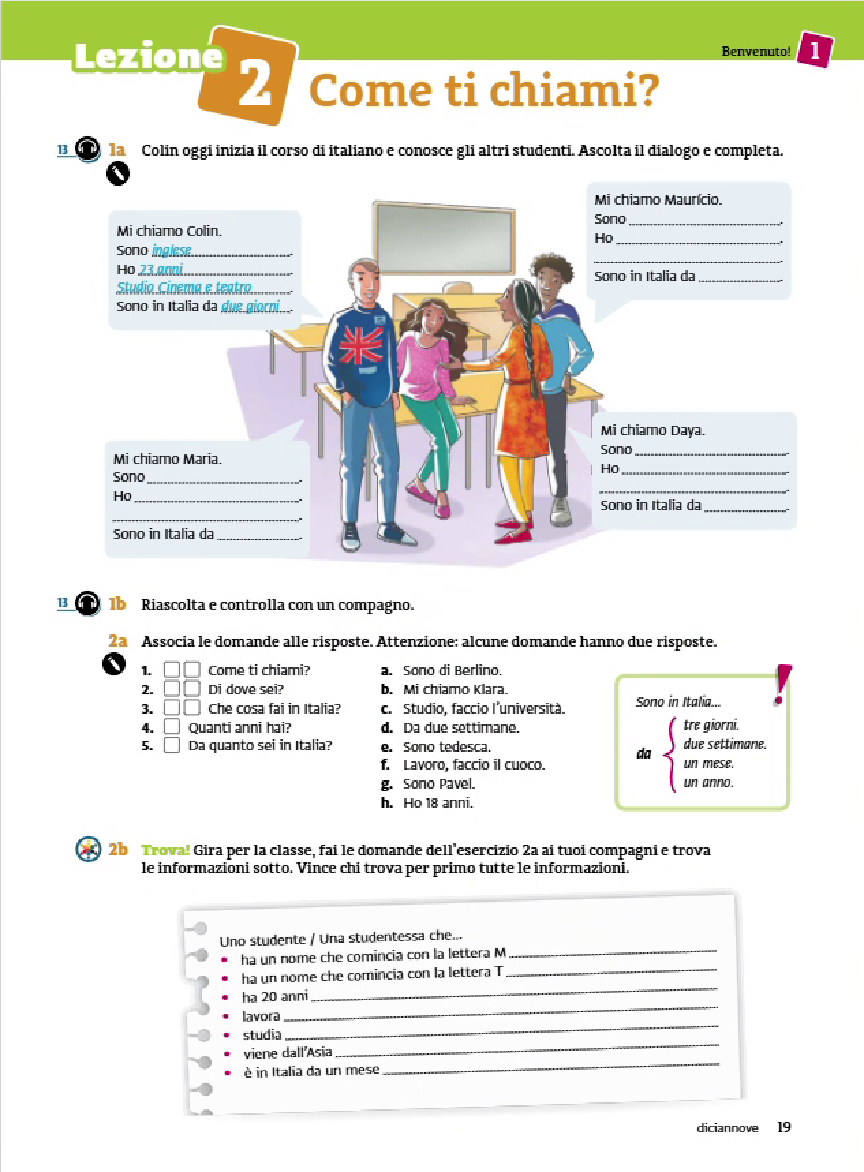 Benvenuto! 1
Lezione 2 Come ti chiami?
13 1a Colin oggi inizia il corso di italiano e conosce gli altri studenti. Ascolta il dialogo e completa.
Mi chiamo Colin.
Sono inglese.
Ho 23 anni.
Studio Cinema e teatro.
Sono in Italia da due giorni.
Mi chiamo Maurício.
Sono .
Ho .
.
Sono in Italia da .
Mi chiamo Maria.
Sono .
Ho .
.
Sono in Italia da .
Mi chiamo Daya.
Sono .
Ho .
.
Sono in Italia da .
13 1b Riascolta e controlla con un compagno.
2a Associa le domande alle risposte. Attenzione: alcune domande hanno due risposte.
1. Come ti chiami?
2. Di dove sei?
3. Che cosa fai in Italia?
4. Quanti anni hai?
5. Da quanto sei in Italia?
a. Sono di Berlino.
b. Mi chiamo Klara.
c. Studio, faccio l'università.
d. Da due settimane.
e. Sono tedesca.
f. Lavoro, faccio il cuoco.
g. Sono Pavel.
h. Ho 18 anni.
!
Sono in Italia...
da
tre giorni.
due settimane.
un mese.
un anno.
2b Trova! Gira per la classe, fai le domande dell'esercizio 2a ai tuoi compagni e trova
le informazioni sotto. Vince chi trova per primo tutte le informazioni.
Uno studente / Una studentessa che...
• ha un nome che comincia con la lettera M
• ha un nome che comincia con la lettera T
• ha 20 anni
• lavora
• studia
• viene dall'Asia
• è in Italia da un mese
diciannove 19